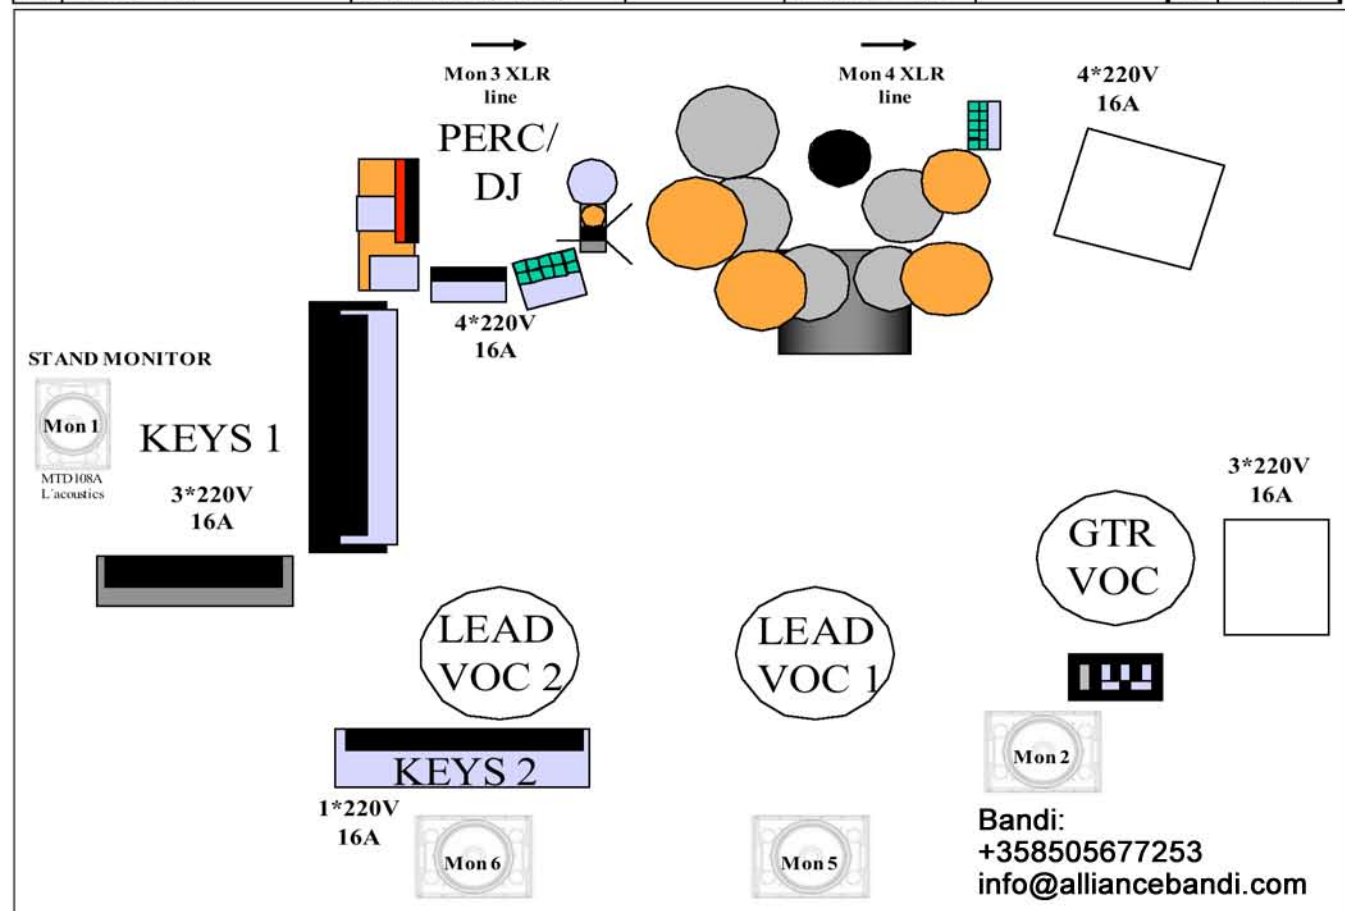 Mon 3 XLR
line
Mon 4 XLR
line
4*220V
16A
PERC/
DJ
4*220V
16A
STAND MONITOR
Mon 1
MTD108A
L´acoustics
KEYS 1
3*220V
16A
3*220V
16A
GTR
VOC
LEAD
VOC 2
LEAD
VOC 1
KEYS 2
1*220V
16A
Mon 2
Mon 6
Mon 5
Bandi:
+358505677253
info@alliancebandi.com